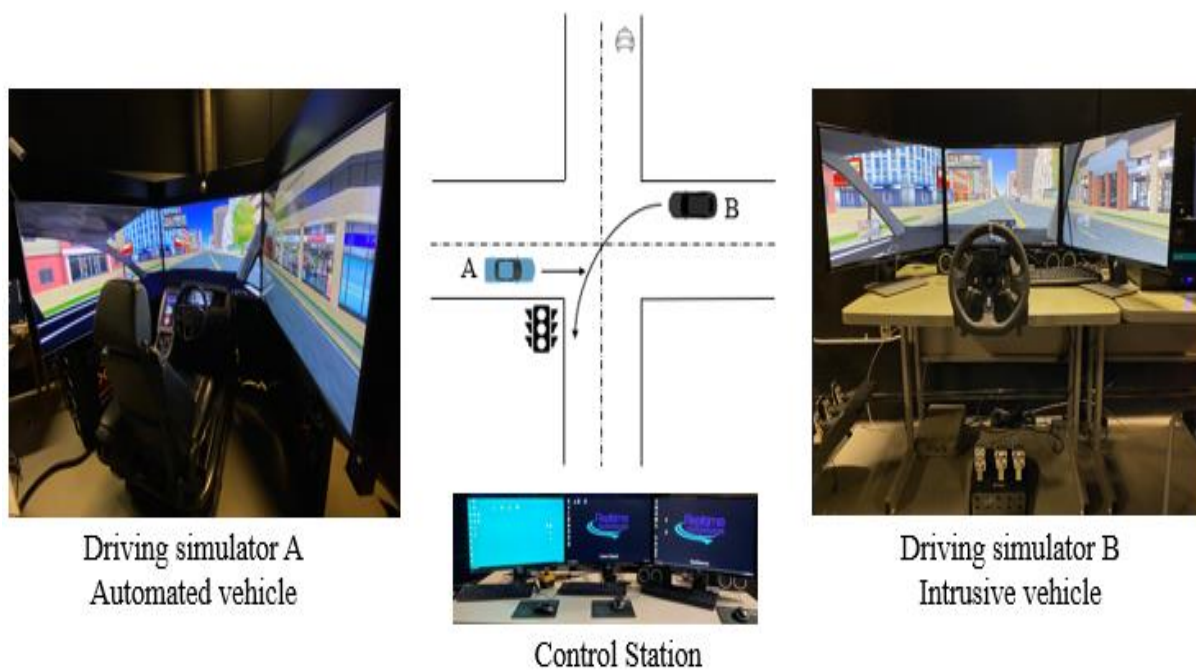 A
B
Driving simulator A
Automated vehicle
Driving simulator B
Intrusive vehicle
Control Station